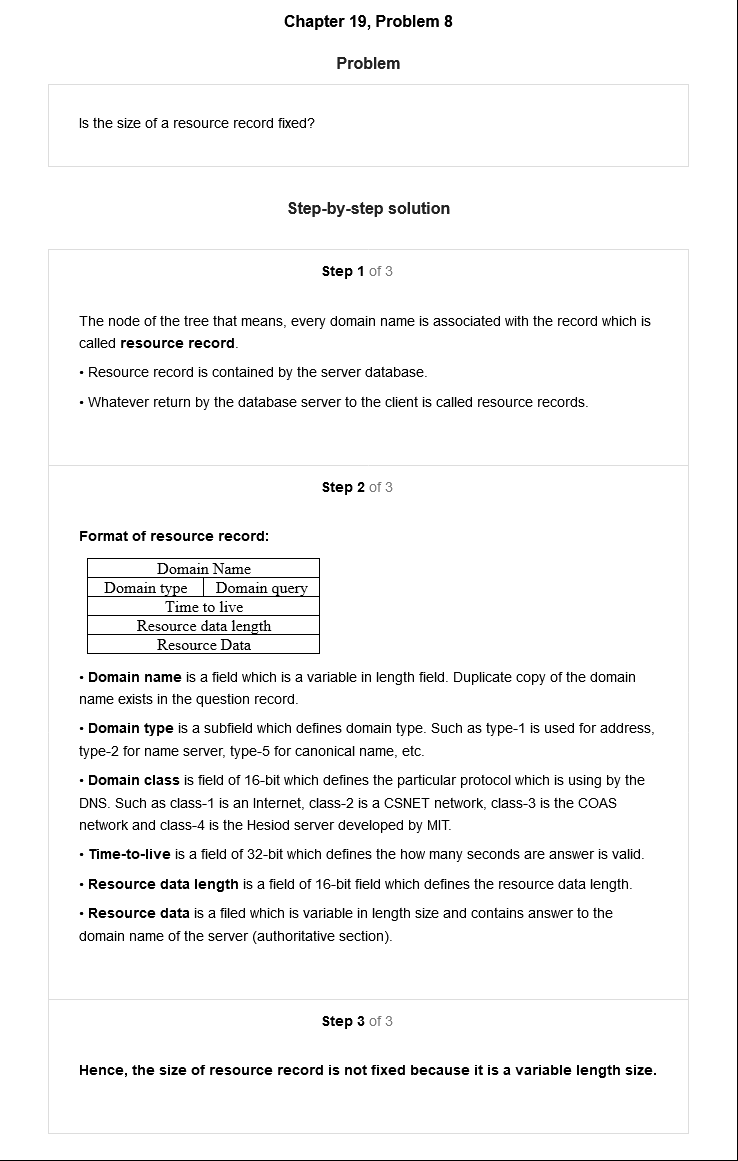 Chapter 19, Problem 8
Problem
Is the size of a resource record fixed?
Step-by-step solution
Step 1 of 3
The node of the tree that means, every domain name is associated with the record which is
called resource record.
• Resource record is contained by the server database.
• Whatever return by the database server to the client is called resource records.
Step 2 of 3
Format of resource record:
Domain Name
Domain type Domain query
Time to live
Resource data length
Resource Data
• Domain name is a field which is a variable in length field. Duplicate copy of the domain
name exists in the question record.
• Domain type is a subfield which defines domain type. Such as type-1 is used for address,
type-2 for name server, type-5 for canonical name, etc.
• Domain class is field of 16-bit which defines the particular protocol which is using by the
DNS. Such as class-1 is an Internet, class-2 is a CSNET network, class-3 is the COAS
network and class-4 is the Hesiod server developed by MIT.
• Time-to-live is a field of 32-bit which defines the how many seconds are answer is valid.
• Resource data length is a field of 16-bit field which defines the resource data length.
• Resource data is a filed which is variable in length size and contains answer to the
domain name of the server (authoritative section).
Step 3 of 3
Hence, the size of resource record is not fixed because it is a variable length size.